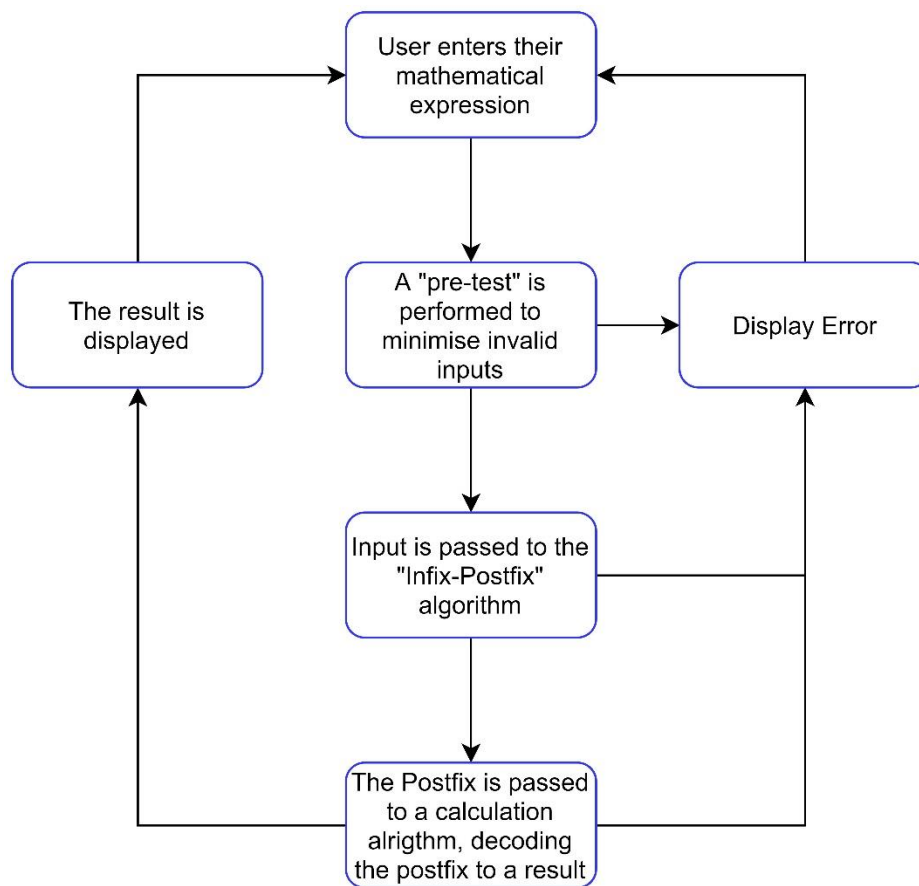 User enters their
mathematical
expression
The result is
displayed
A "pre-test" is
performed to
minimise invalid
inputs
Display Error
Input is passed to the
"Infix-Postfix"
algorithm
The Postfix is passed
to a calculation
alrigthm, decoding
the postfix to a result